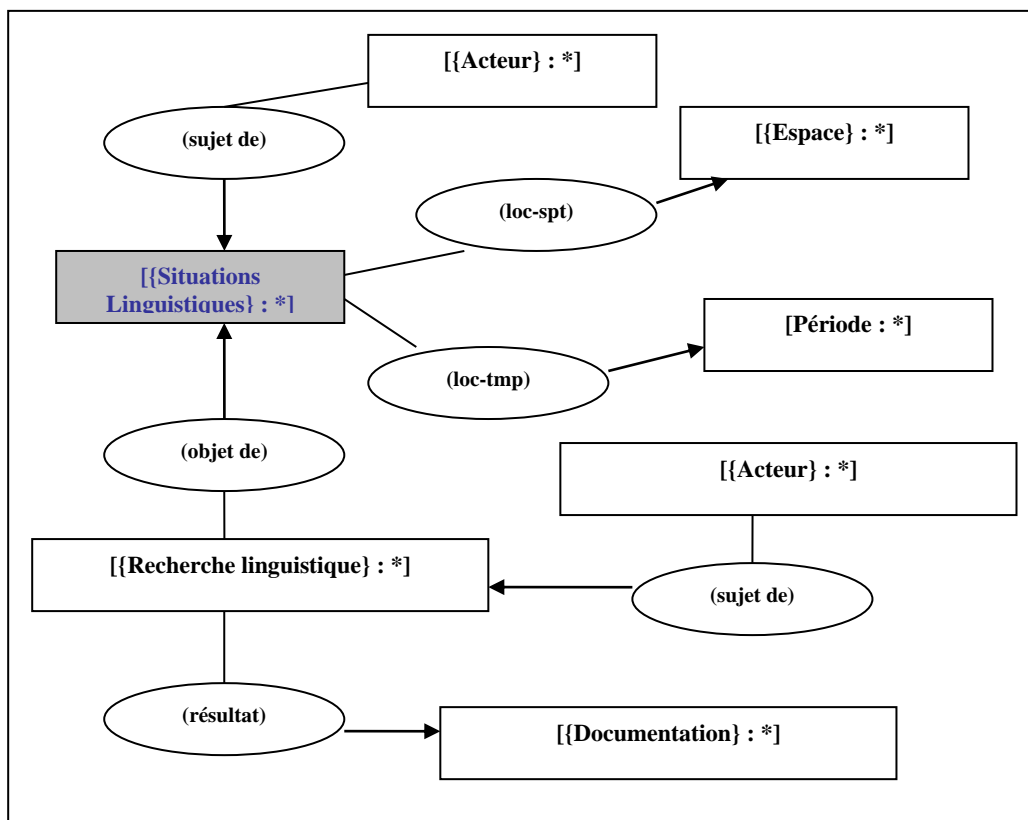 [{Acteur} : *]
(sujet de)
[{Espace} : *]
(loc-spt)
[{Situations
Linguistiques} : *]
[Période : *]
(loc-tmp)
(objet de)
[{Acteur} : *]
[{Recherche linguistique} : *]
(sujet de)
(résultat)
[{Documentation} : *]